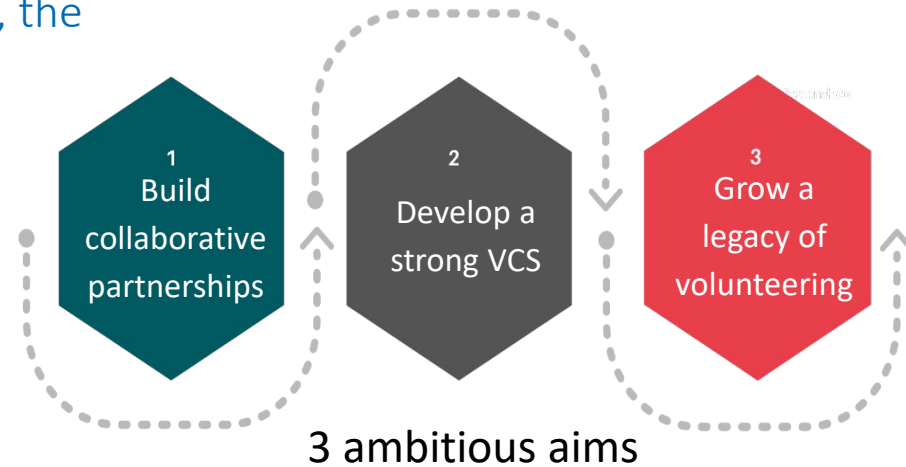 , the
1
Build
collaborative
partnerships
2
Develop a
strong VCS
3
Grow a
legacy of
volunteering
3 ambitious aims